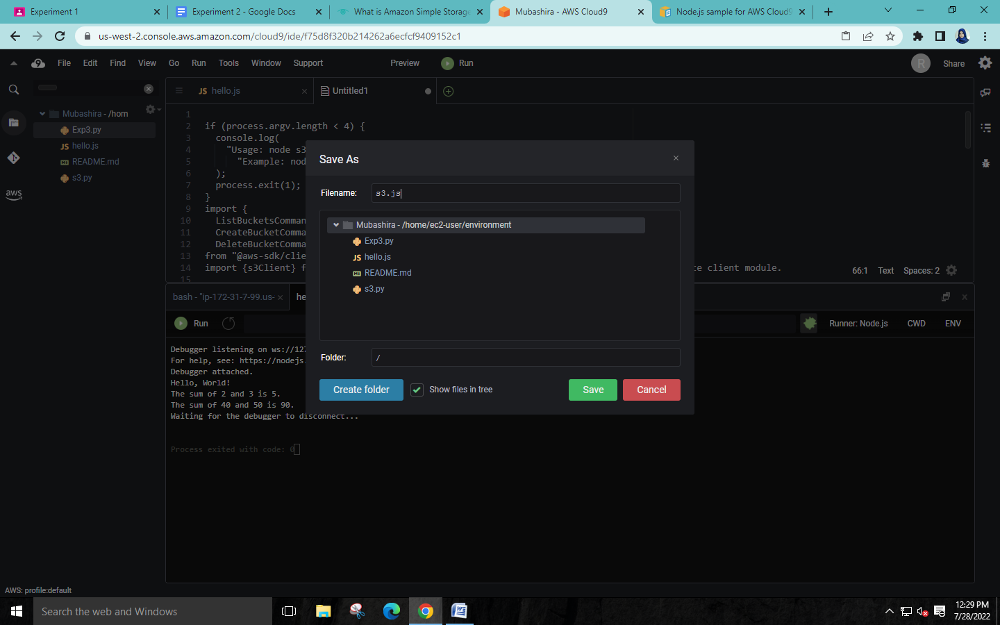 Experiment 1
Experiment 2 - Google Docs
What is Amazon Simple Storage
Mubashira - AWS Cloud9
Node.js sample for AWS Cloud9
us-west-2.console.aws.amazon.com/cloud9/ide/f75d8f320b214262a6ecfcf9409152c1
9 File Edit Find View Go Run Tools Window Support Preview Run R Share
JS hello.js
Untitled1
Mubashira - /hom
Exp3.py
JS hello.js
README.md
s3.py
aws
1
2 if (process.argv.length < 4) {
3 console.log(
4 "Usage: node s3
5 "Example: nod
6 );
7 process.exit(1);
8 }
9 import {
10 ListBucketsComman
11 CreateBucketComma
12 DeleteBucketComma
13 from "@aws-sdk/clie
14 import {s3Client} f te client module.
15
66:1 Text Spaces: 2
Save As
Filename: s3.js
Mubashira - /home/ec2-user/environment
Exp3.py
JS hello.js
README.md
s3.py
Folder: /
Create folder Show files in tree Save Cancel
bash - "ip-172-31-7-99.us- he
Run Runner: Node.js CWD ENV
Debugger listening on ws://127
For help, see: https://nodejs.
Debugger attached.
Hello, World!
The sum of 2 and 3 is 5.
The sum of 40 and 50 is 90.
Waiting for the debugger to disconnect...
Process exited with code: 0
AWS: profile:default
Search the web and Windows
12:29 PM
7/28/2022